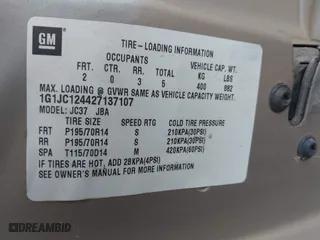 GM
TIRE-LOADING INFORMATION
OCCUPANTS VEHICLE CAP. WT.
FRT. CTR. RR. TOTAL KG LBS
2 0 3 5 400 882
MAX. LOADING @ GVWR SAME AS VEHICLE CAPACITY WEIGHT.
1G1JC124427137107
MODEL: JC37 JBA
TIRE SIZE SPEED RTG COLD TIRE PRESSURE
FRT P195/70R14 S 210KPA(30PSI)
RR P195/70R14 S 210KPA(30PSI)
SPA T115/70D14 M 420KPA(60PSI)
IF TIRES ARE HOT, ADD 28KPA(4PSI)
SEE OWNER'S MANUAL FOR ADDITIONAL INFORMATION
DREAMBID